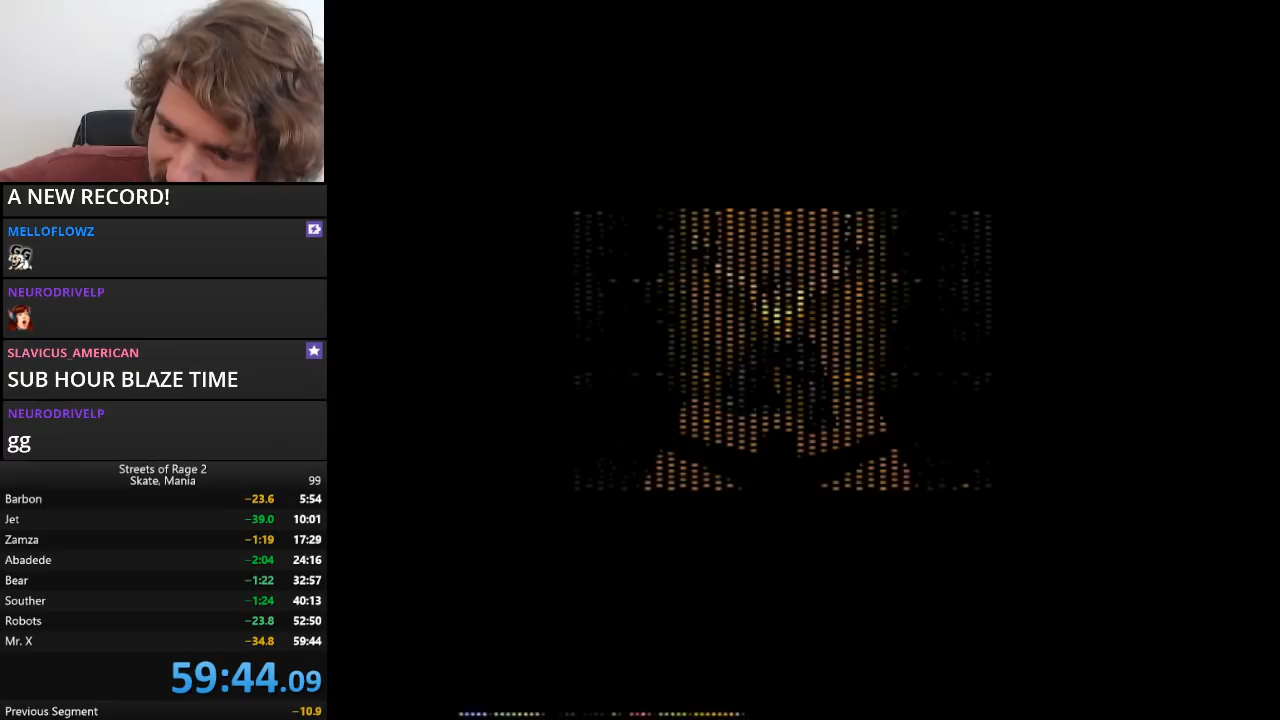 A NEW RECORD!
MELLOFLOWZ
NEURODRIVELP
SLAVICUS_AMERICAN
SUB HOUR BLAZE TIME
NEURODRIVELP
gg
Streets of Rage 2
Skate, Mania 99
Barbon -23.6 5:54
Jet -39.0 10:01
Zamza -1:19 17:29
Abadede -2:04 24:16
Bear -1:22 32:57
Souther -1:24 40:13
Robots -23.8 52:50
Mr. X -34.8 59:44
59:44.09
Previous Segment -10.9